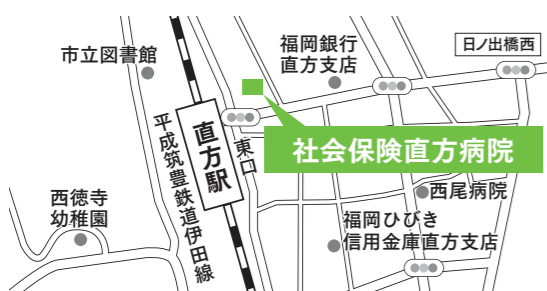 市立図書館
福岡銀行
直方支店
日ノ出橋西
社会保険直方病院
直方駅
東口
平成筑豊鉄道伊田線
西徳寺
幼稚園
西尾病院
福岡ひびき
信用金庫直方支店